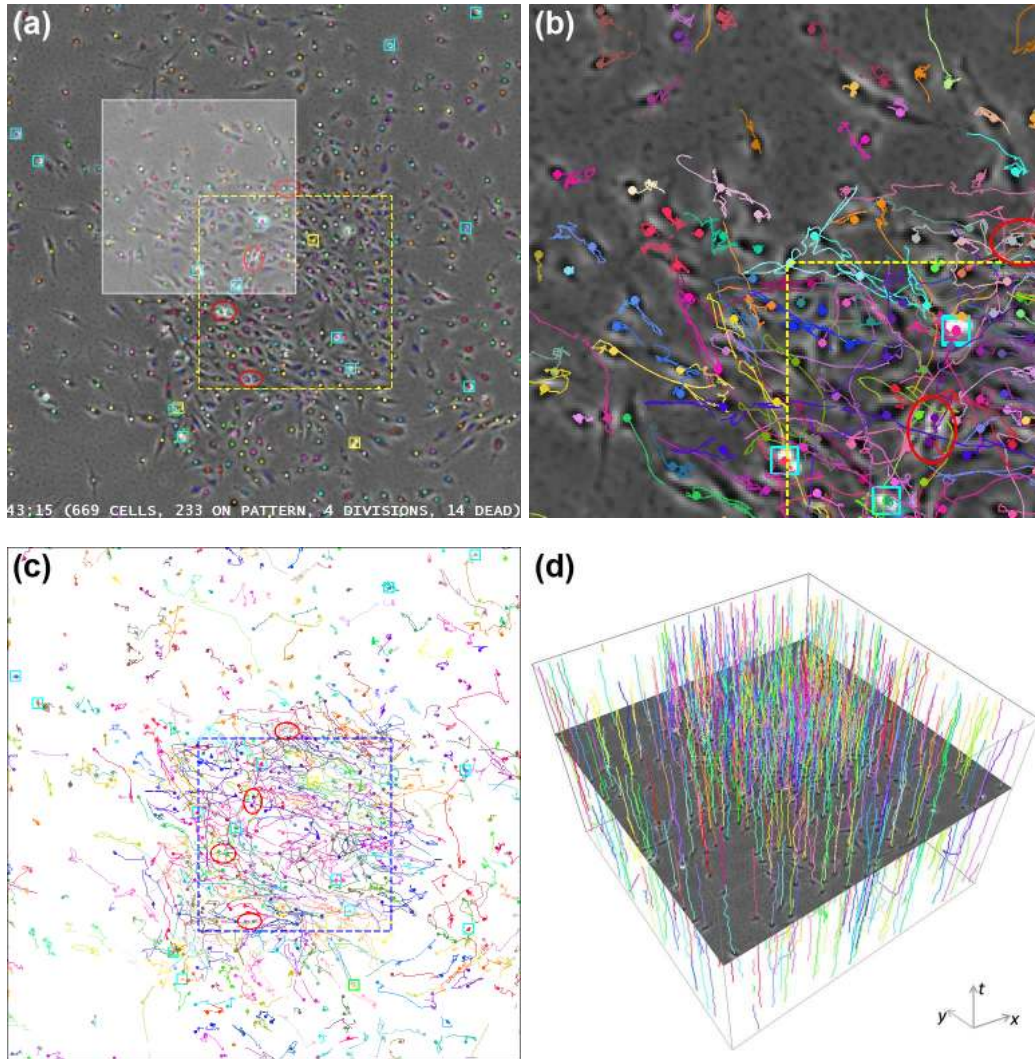 (a)
(b)
43:15 (669 CELLS, 233 ON PATTERN, 4 DIVISIONS, 14 DEAD)
(c)
(d)
t
y
x